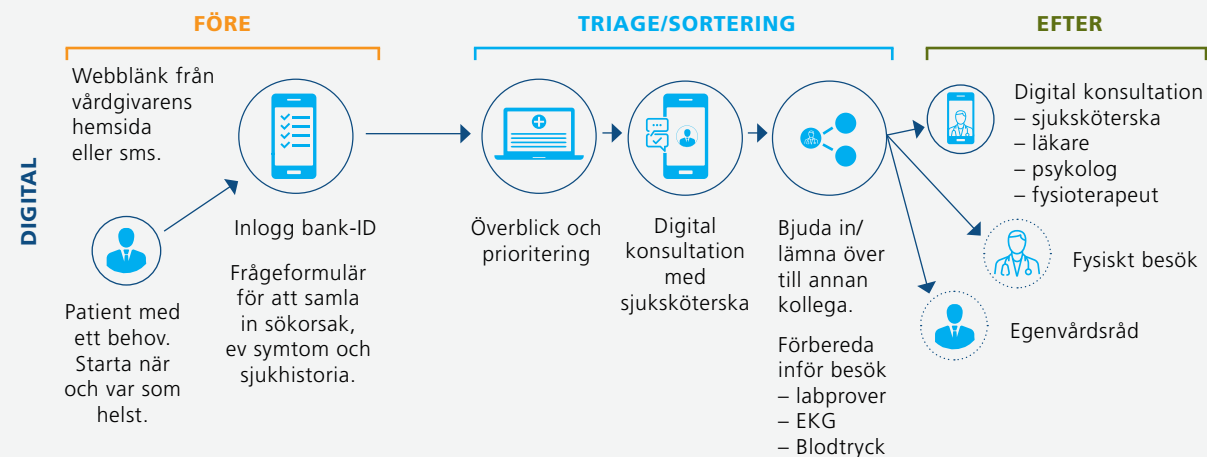 FÖRE
TRIAGE/SORTERING
EFTER
DIGITAL
Webblänk från
vårdgivarens
hemsida
eller sms.
Patient med
ett behov.
Starta när
och var som
helst.
Inlogg bank-ID
Frågeformulär
för att samla
in sökorsak,
ev symtom och
sjukhistoria.
Överblick och
prioritering
Digital
konsultation
med
sjuksköterska
Bjuda in/
lämna över
till annan
kollega.
Förbereda
inför besök
– labprover
– EKG
– Blodtryck
Digital konsultation
– sjuksköterska
– läkare
– psykolog
– fysioterapeut
Fysiskt besök
Egenvårdsråd